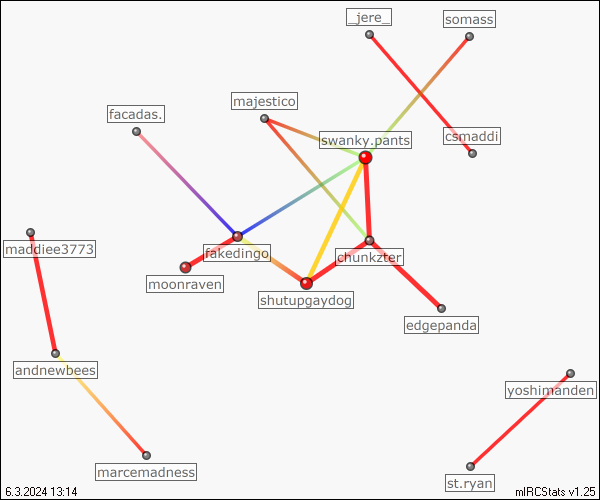 _jere_
somass
majestico
facadas.
swanky.pants
csmaddi
maddiee3773
fakedingo
chunkzter
moonraven
shutupgaydog
edgepanda
andnewbees
yoshimanden
marcemadness
st.ryan
6.3.2024 13:14
mIRCStats v1.25